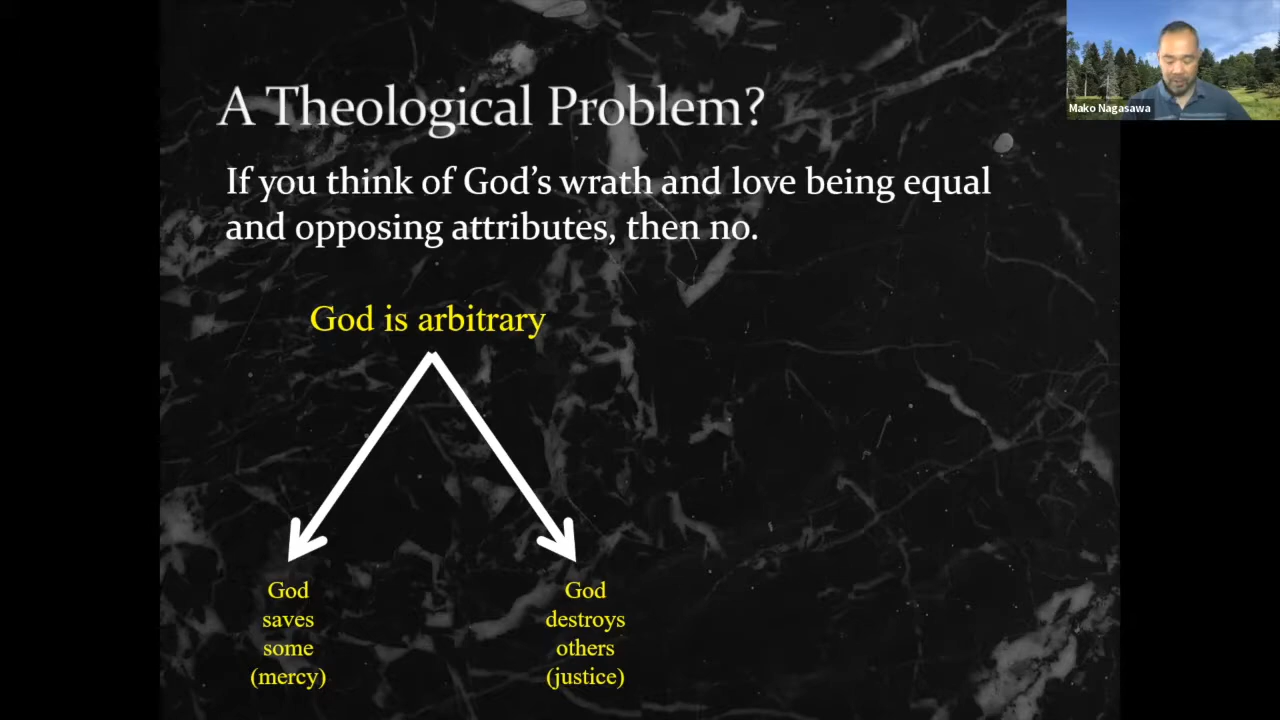 A Theological Problem?
Mako Nagasawa
If you think of God’s wrath and love being equal
and opposing attributes, then no.
God is arbitrary
God
saves
some
(mercy)
God
destroys
others
(justice)